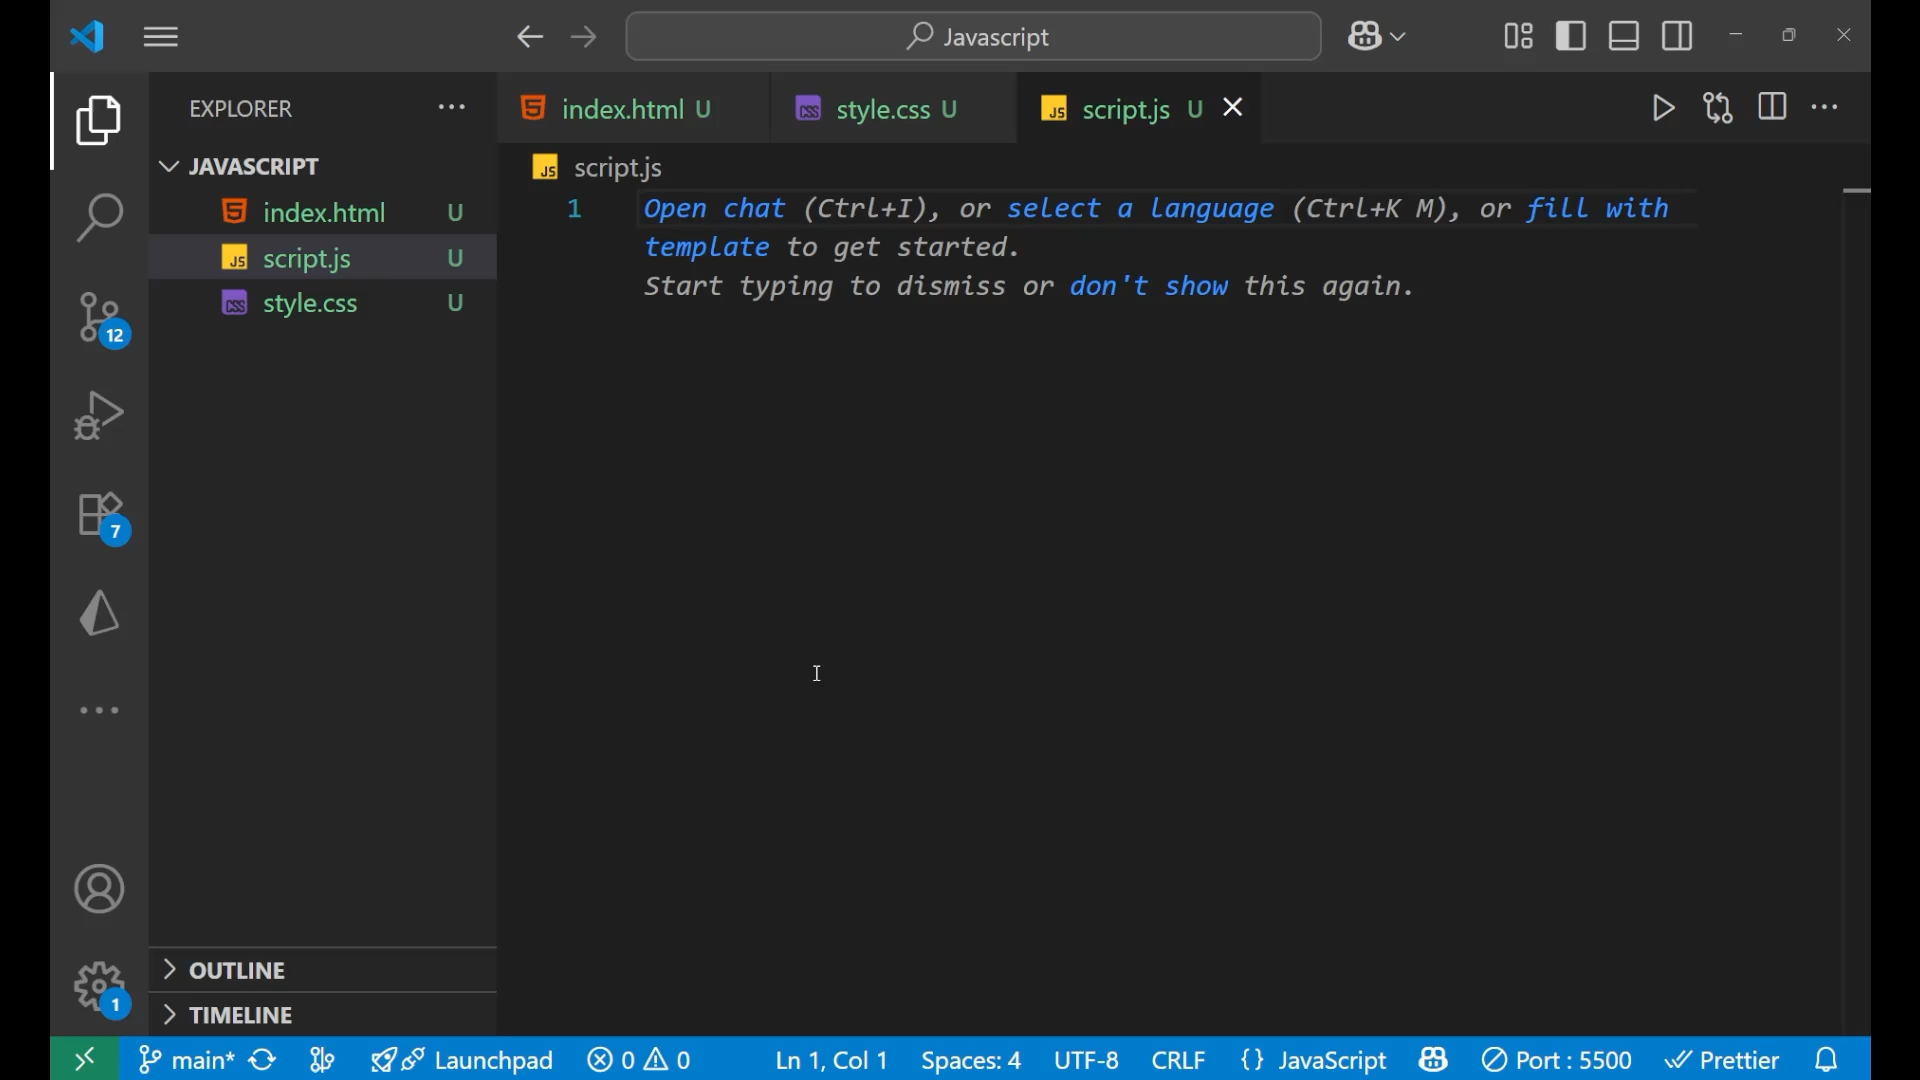 Javascript
EXPLORER
index.html U
style.css U
script.js U
JAVASCRIPT
script.js
index.html U
script.js U
style.css U
1 Open chat (Ctrl+I), or select a language (Ctrl+K M), or fill with
template to get started.
Start typing to dismiss or don't show this again.
12
7
1
OUTLINE
TIMELINE
main* Launchpad 0 0 Ln 1, Col 1 Spaces: 4 UTF-8 CRLF {} JavaScript Port : 5500 Prettier